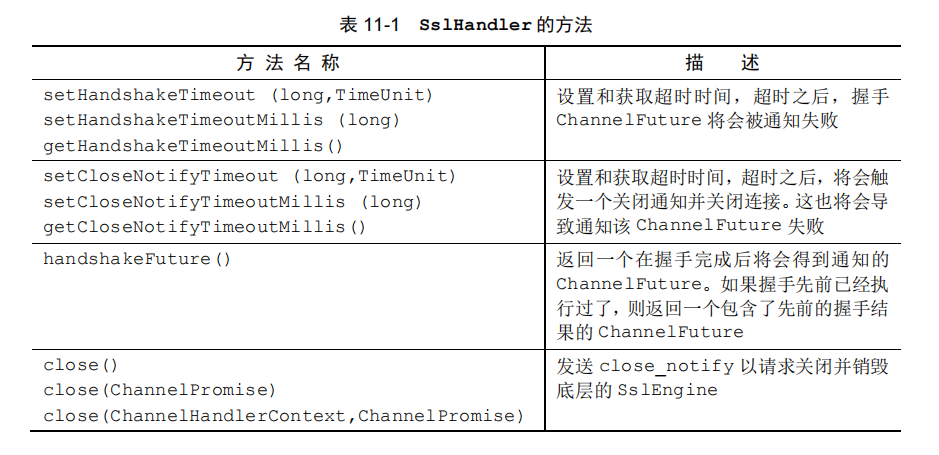 表 11-1 SslHandler 的方法
方 法 名 称
描 述
setHandshakeTimeout (long,TimeUnit)
setHandshakeTimeoutMillis (long)
getHandshakeTimeoutMillis()
设置和获取超时时间，超时之后，握手
ChannelFuture 将会被通知失败
setCloseNotifyTimeout (long,TimeUnit)
setCloseNotifyTimeoutMillis (long)
getCloseNotifyTimeoutMillis()
设置和获取超时时间，超时之后，将会触
发一个关闭通知并关闭连接。这也将会导
致通知该 ChannelFuture 失败
handshakeFuture()
返回一个在握手完成后将会得到通知的
ChannelFuture。如果握手先前已经执
行过了，则返回一个包含了先前的握手结
果的 ChannelFuture
close()
close(ChannelPromise)
close(ChannelHandlerContext,ChannelPromise)
发送 close_notify 以请求关闭并销毁
底层的 SslEngine